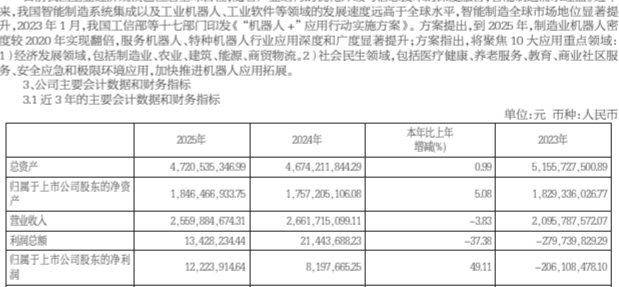 来,我国智能制造系统集成以及工业机器人、工业软件等领域的发展速度远高于全球水平,智能制造全球市场地位显著提
升,2023年1月,我国工信部等十七部门印发《“机器人+”应用行动实施方案》。方案提出,到2025年,制造业机器人密
度较2020年实现翻倍,服务机器人、特种机器人行业应用深度和广度显著提升;方案指出,将聚焦10大应用重点领域:
1)经济发展领域,包括制造业、农业、建筑、能源、商贸物流。2)社会民生领域,包括医疗健康、养老服务、教育、商业社区服
务、安全应急和极限环境应用,加快推进机器人应用拓展。
3、公司主要会计数据和财务指标
3.1近3年的主要会计数据和财务指标
单位:元 币种:人民币
2025年 2024年 本年比上年 2023年
增减(%)
总资产 4,720,535,346.99 4,674,211,844.29 0.99 5,155,727,500.89
归属于上市公司股东的净资 1,846,466,933.75 1,757,205,106.08 5.08 1,829,336,026.77
产
营业收入 2,559,884,674.31 2,661,715,099.11 -3.83 2,095,787,572.07
利润总额 13,428,234.44 21,443,688.23 -37.38 -279,739,829.29
归属于上市公司股东的净利 12,223,914.64 8,197,665.25 49.11 -206,108,478.10
润